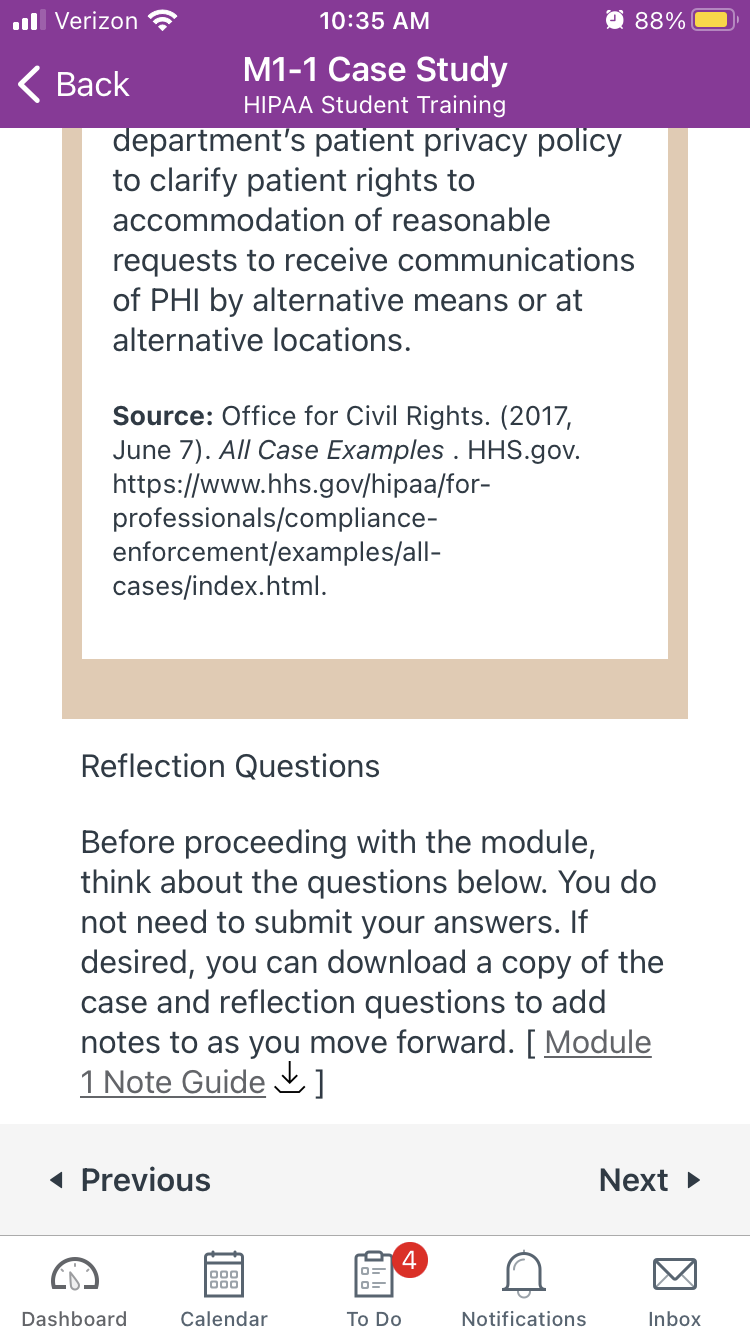 Verizon 10:35 AM 88%
Back M1-1 Case Study
HIPAA Student Training
department's patient privacy policy
to clarify patient rights to
accommodation of reasonable
requests to receive communications
of PHI by alternative means or at
alternative locations.
Source: Office for Civil Rights. (2017,
June 7). All Case Examples . HHS.gov.
https://www.hhs.gov/hipaa/for-
professionals/compliance-
enforcement/examples/all-
cases/index.html.
Reflection Questions
Before proceeding with the module,
think about the questions below. You do
not need to submit your answers. If
desired, you can download a copy of the
case and reflection questions to add
notes to as you move forward. [ Module
1 Note Guide ]
Previous Next
4
Dashboard Calendar To Do Notifications Inbox